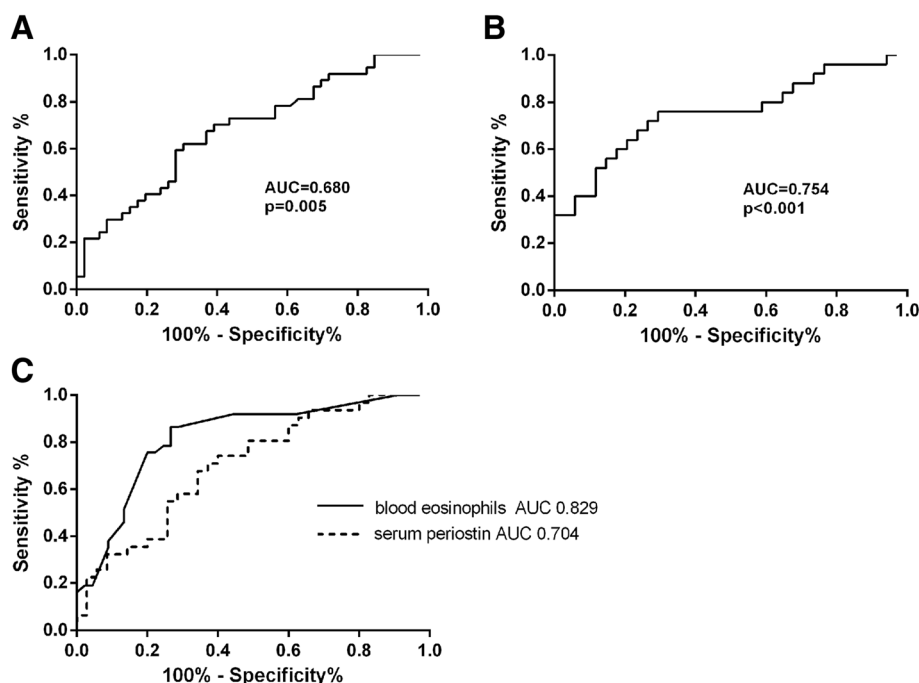 A
1.0
0.8
0.6
0.4
0.2
0.0
Sensitivity %
AUC=0.680
p=0.005
0.0 0.2 0.4 0.6 0.8 1.0
100% - Specificity%
B
1.0
0.8
0.6
0.4
0.2
0.0
Sensitivity %
AUC=0.754
p<0.001
0.0 0.2 0.4 0.6 0.8 1.0
100% - Specificity%
C
1.0
0.8
0.6
0.4
0.2
0.0
Sensitivity %
blood eosinophils AUC 0.829
serum periostin AUC 0.704
0.0 0.2 0.4 0.6 0.8 1.0
100% - Specificity%